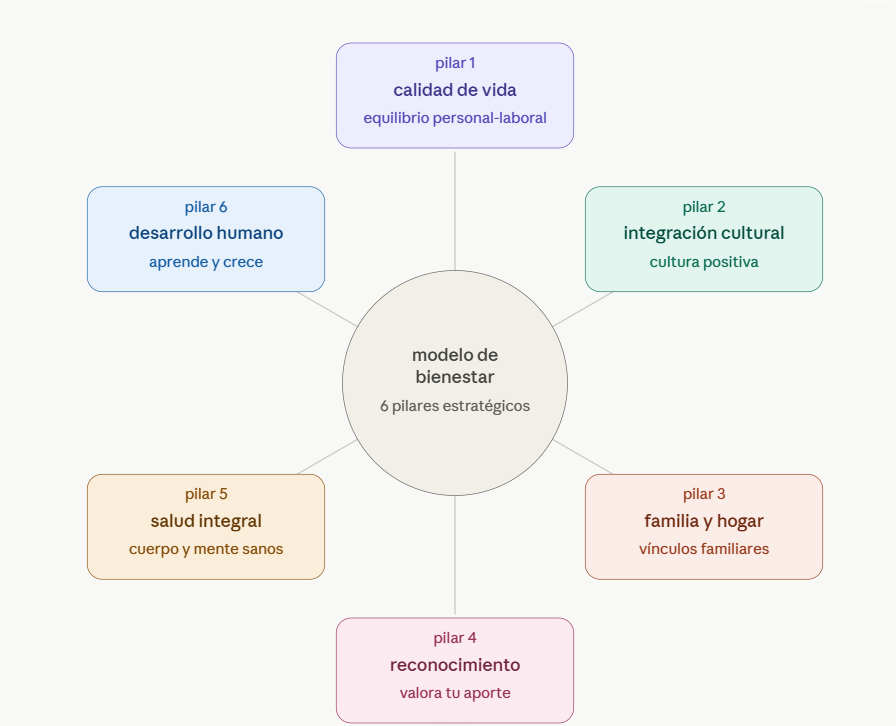 pilar 1
calidad de vida
equilibrio personal-laboral
pilar 6
desarrollo humano
aprende y crece
pilar 2
integración cultural
cultura positiva
modelo de
bienestar
6 pilares estratégicos
pilar 5
salud integral
cuerpo y mente sanos
pilar 3
familia y hogar
vínculos familiares
pilar 4
reconocimiento
valora tu aporte